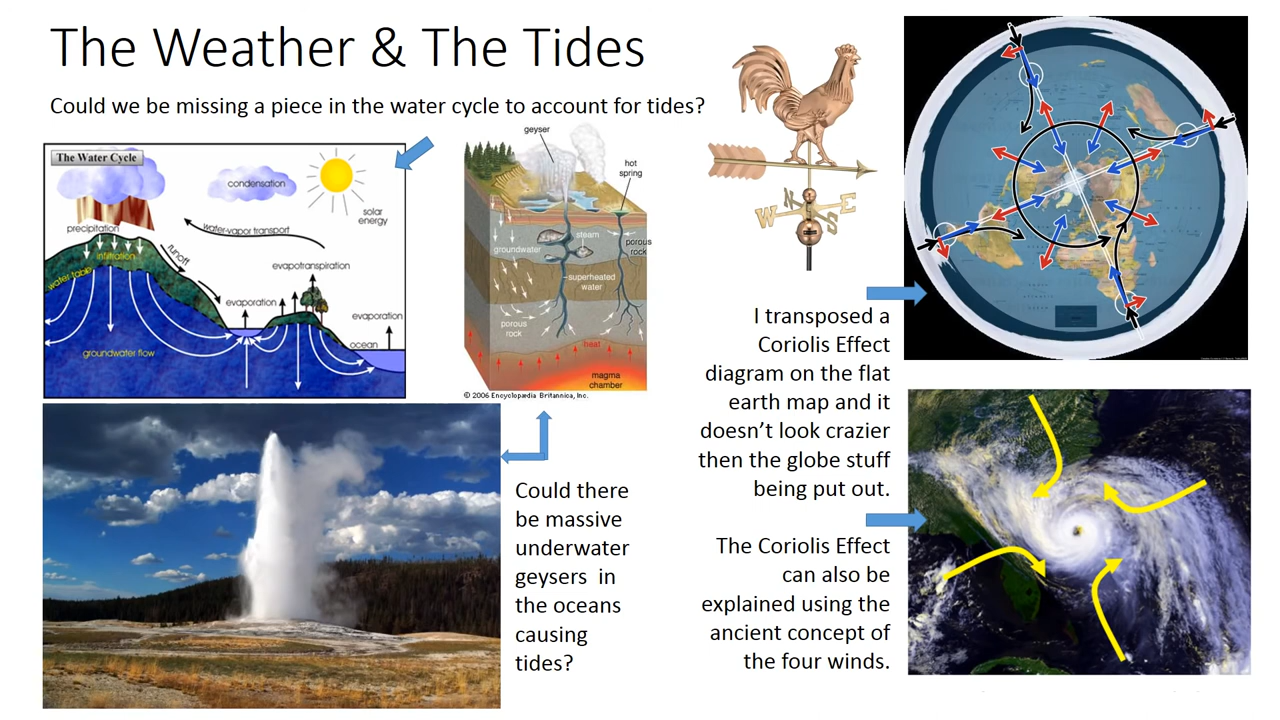 The Weather & The Tides
Could we be missing a piece in the water cycle to account for tides?
The Water Cycle
condensation
solar
energy
precipitation
water-vapor transport
infiltration
runoff
water table
evapotranspiration
evaporation
evaporation
ocean
groundwater flow
geyser
hot
spring
steam
groundwater
porous
rock
superheated
water
porous
rock
heat
magma
chamber
© 2006 Encyclopædia Britannica, Inc.
W
N
E
S
I transposed a
Coriolis Effect
diagram on the flat
earth map and it
doesn’t look crazier
then the globe stuff
being put out.
Could there
be massive
underwater
geysers in
the oceans
causing
tides?
The Coriolis Effect
can also be
explained using the
ancient concept of
the four winds.